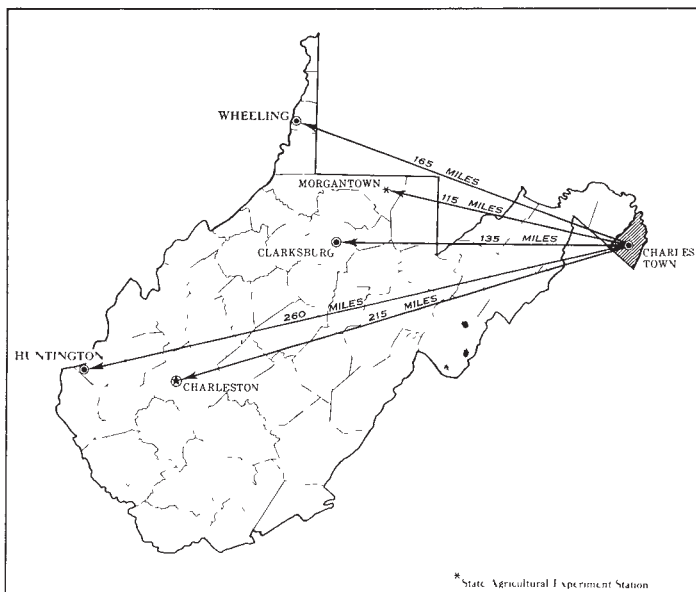 WHEELING
165 MILES
MORGANTOWN
115 MILES
CLARKSBURG
135 MILES
CHARLES
TOWN
260 MILES
215 MILES
HUNTINGTON
CHARLESTON
*State Agricultural Experiment Station